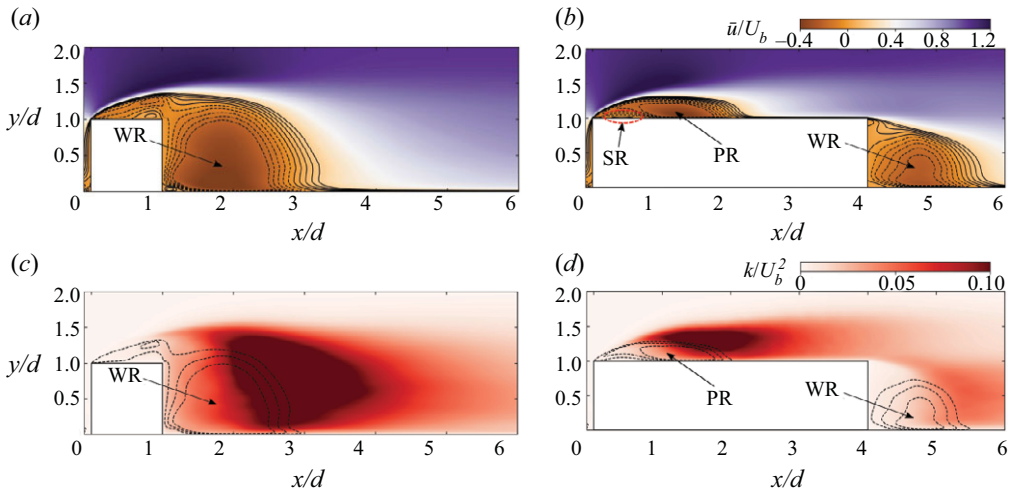 (a) (b) ū/U_b
–0.4 0 0.4 0.8 1.2
2.0 2.0
1.5 1.5
y/d 1.0 1.0
WR SR PR WR
0.5 0.5
0 1 2 3 4 5 6 0 1 2 3 4 5 6
x/d x/d
(c) (d) k/U_b^2
0 0.05 0.10
2.0 2.0
1.5 1.5
y/d 1.0 1.0
WR PR WR
0.5 0.5
0 1 2 3 4 5 6 0 1 2 3 4 5 6
x/d x/d